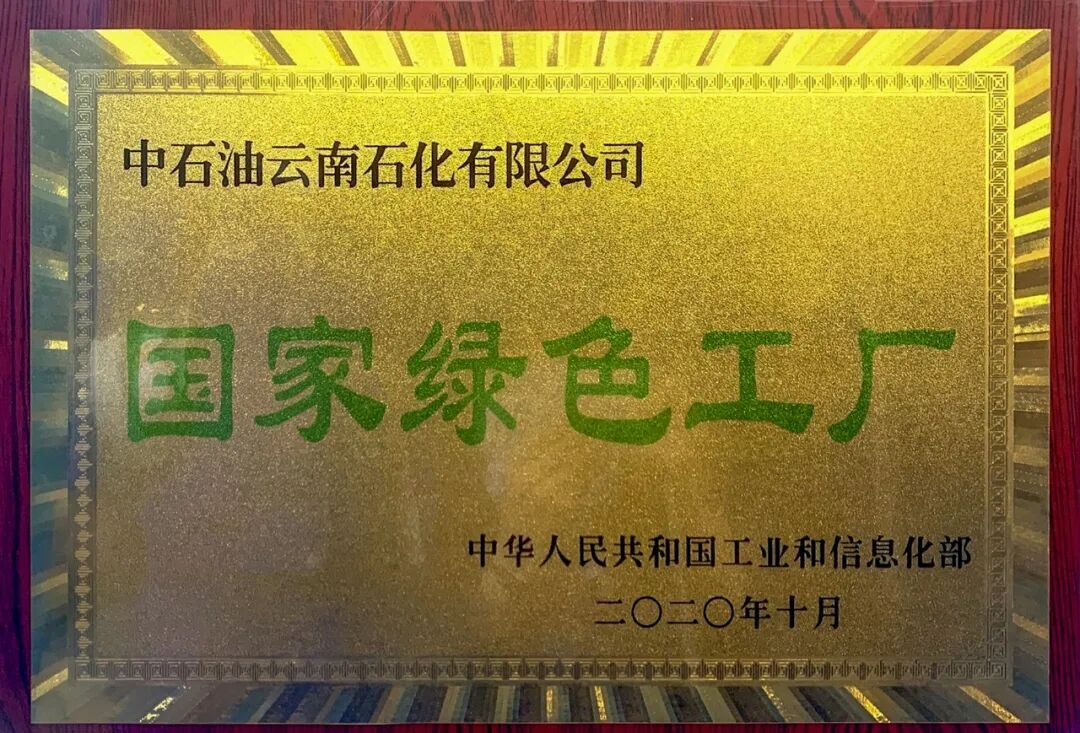 中石油云南石化有限公司
国家绿色工厂
中华人民共和国工业和信息化部
二〇二〇年十月